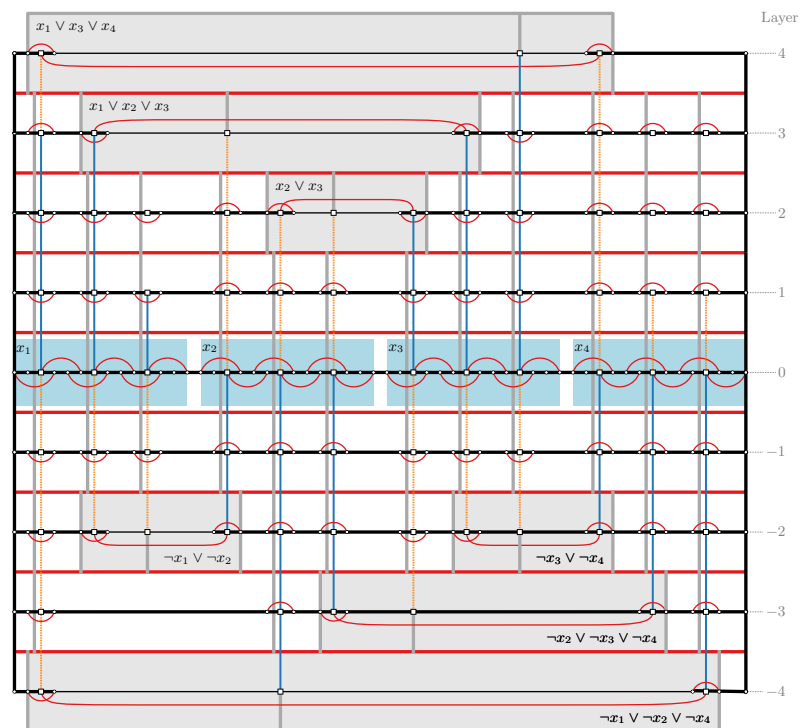 Layer
x₁ ∨ x₃ ∨ x₄
4
x₁ ∨ x₂ ∨ x₃
3
x₂ ∨ x₃
2
1
x₁ x₂ x₃ x₄
0
−1
−2
¬x₁ ∨ ¬x₂ ¬x₃ ∨ ¬x₄
−3
¬x₂ ∨ ¬x₃ ∨ ¬x₄
−4
¬x₁ ∨ ¬x₂ ∨ ¬x₄